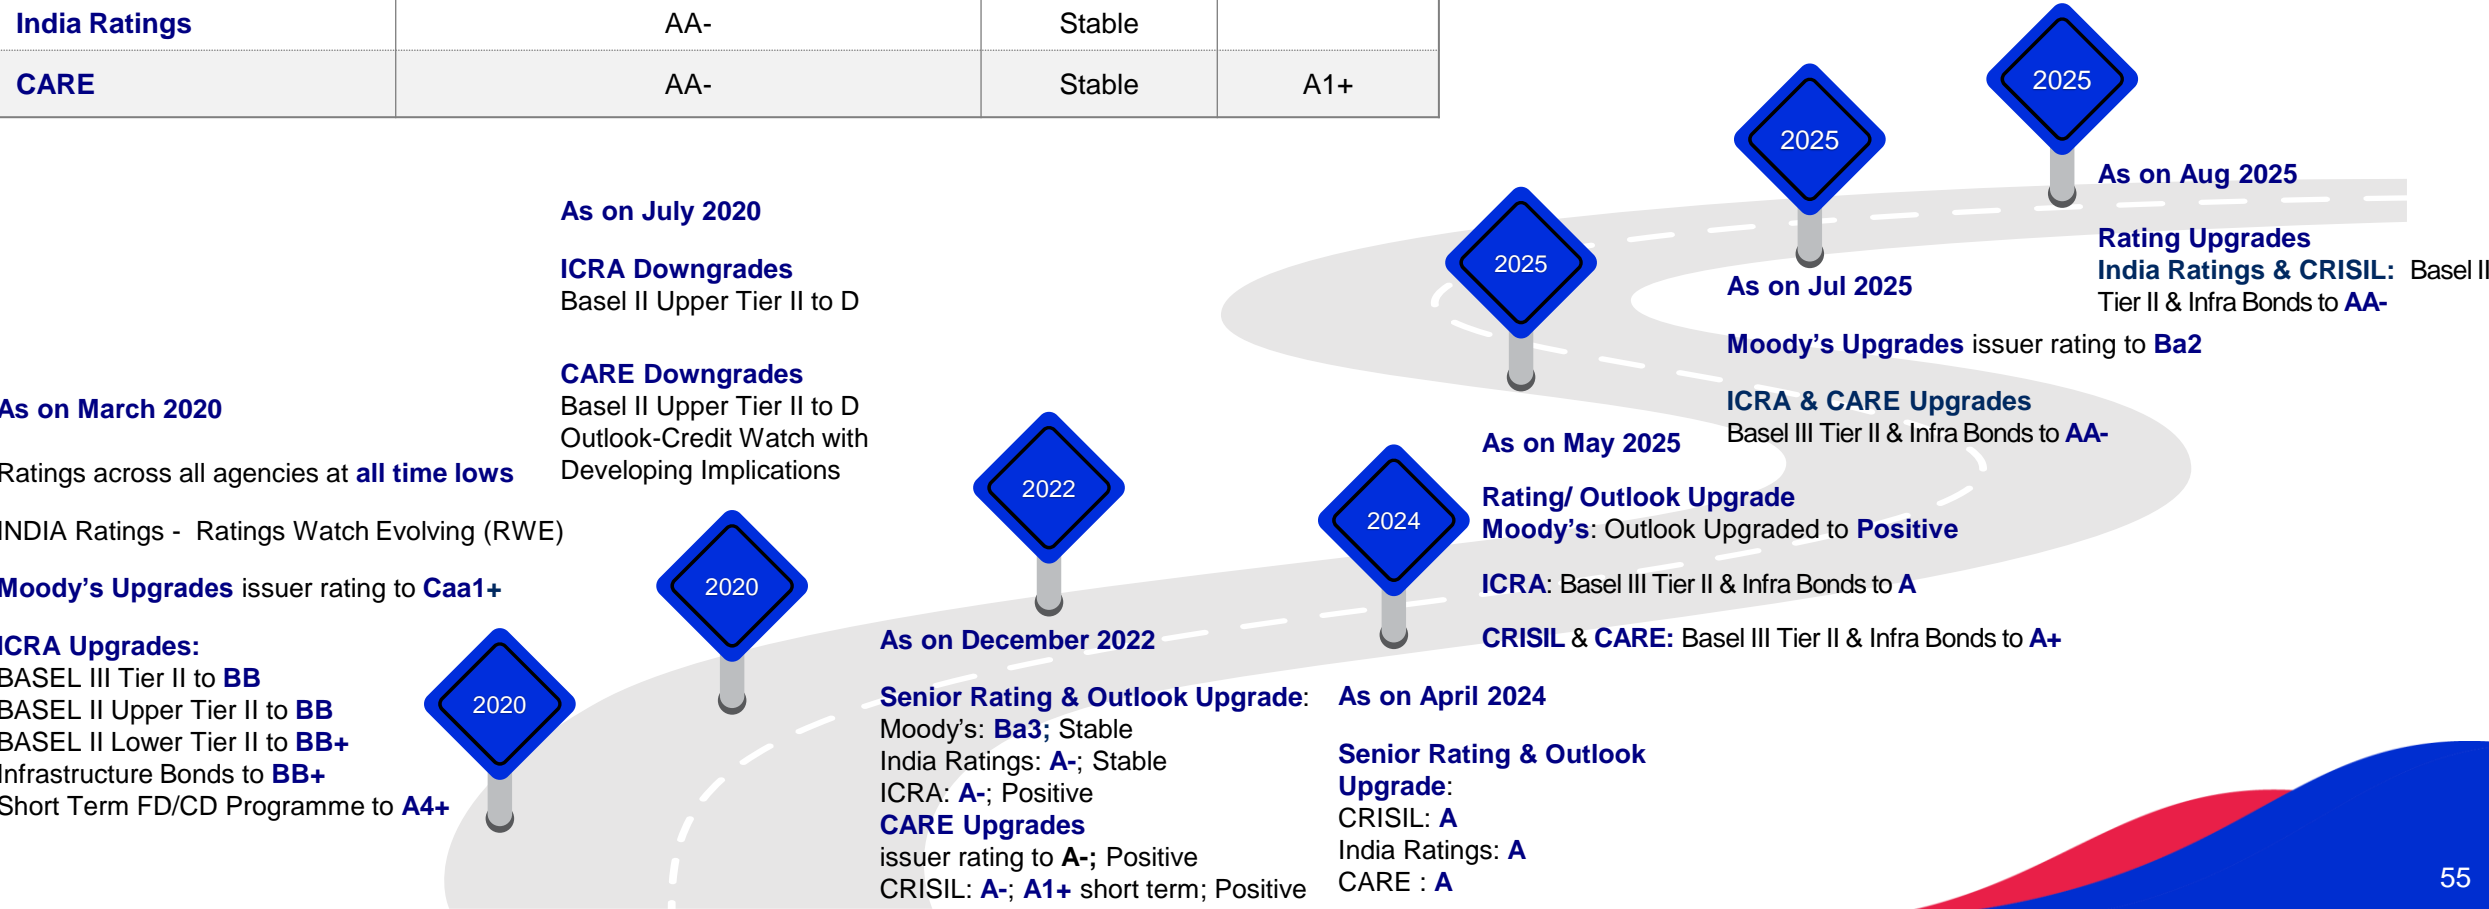 India Ratings AA- Stable
CARE AA- Stable A1+
2020
As on March 2020
Ratings across all agencies at all time lows
INDIA Ratings - Ratings Watch Evolving (RWE)
Moody’s Upgrades issuer rating to Caa1+
ICRA Upgrades:
BASEL III Tier II to BB
BASEL II Upper Tier II to BB
BASEL II Lower Tier II to BB+
Infrastructure Bonds to BB+
Short Term FD/CD Programme to A4+
2020
As on July 2020
ICRA Downgrades
Basel II Upper Tier II to D
CARE Downgrades
Basel II Upper Tier II to D
Outlook-Credit Watch with
Developing Implications
2022
As on December 2022
Senior Rating & Outlook Upgrade:
Moody’s: Ba3; Stable
India Ratings: A-; Stable
ICRA: A-; Positive
CARE Upgrades
issuer rating to A-; Positive
CRISIL: A-; A1+ short term; Positive
2024
As on April 2024
Senior Rating & Outlook
Upgrade:
CRISIL: A
India Ratings: A
CARE : A
2025
As on May 2025
Rating/ Outlook Upgrade
Moody’s: Outlook Upgraded to Positive
ICRA: Basel III Tier II & Infra Bonds to A
CRISIL & CARE: Basel III Tier II & Infra Bonds to A+
2025
As on Jul 2025
Moody’s Upgrades issuer rating to Ba2
ICRA & CARE Upgrades
Basel III Tier II & Infra Bonds to AA-
2025
As on Aug 2025
Rating Upgrades
India Ratings & CRISIL: Basel II
Tier II & Infra Bonds to AA-
55